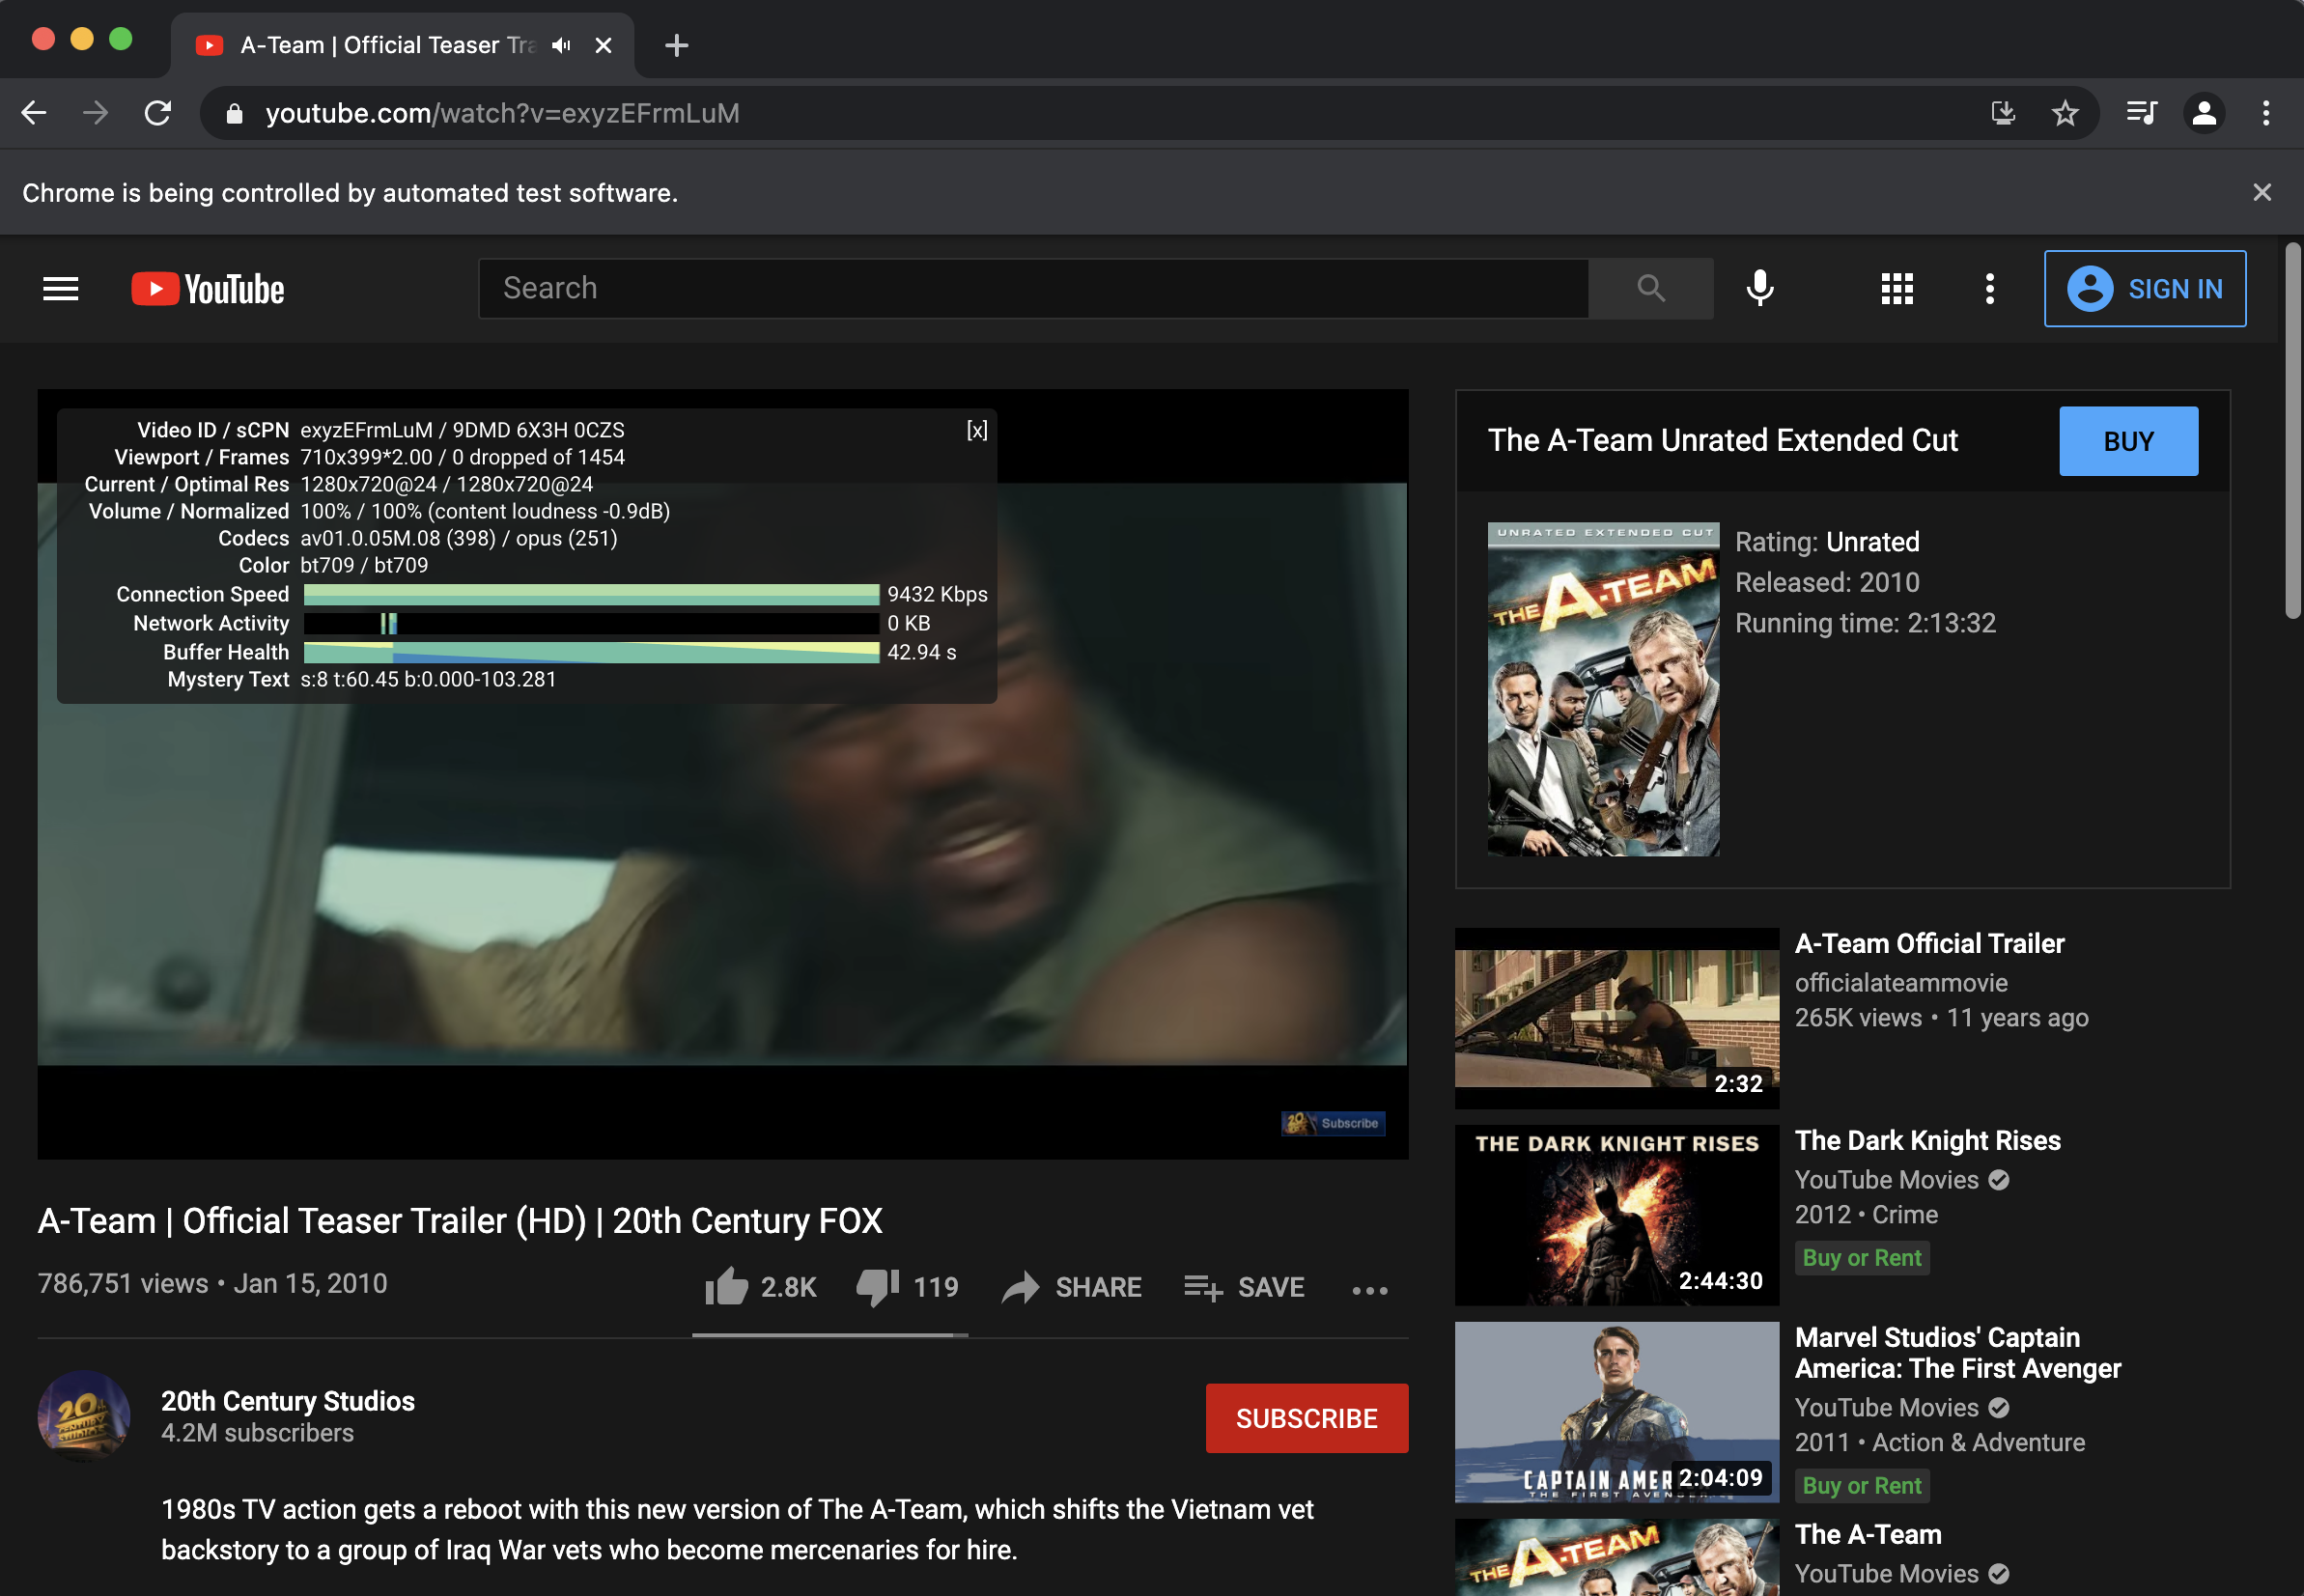 A-Team | Official Teaser Tra
youtube.com/watch?v=exyzEFrmLuM
Chrome is being controlled by automated test software.
YouTube
Search
SIGN IN
Video ID / sCPN exyzEFrmLuM / 9DMD 6X3H 0CZS [x]
Viewport / Frames 710x399*2.00 / 0 dropped of 1454
Current / Optimal Res 1280x720@24 / 1280x720@24
Volume / Normalized 100% / 100% (content loudness -0.9dB)
Codecs av01.0.05M.08 (398) / opus (251)
Color bt709 / bt709
Connection Speed 9432 Kbps
Network Activity 0 KB
Buffer Health 42.94 s
Mystery Text s:8 t:60.45 b:0.000-103.281
Subscribe
A-Team | Official Teaser Trailer (HD) | 20th Century FOX
786,751 views • Jan 15, 2010
2.8K 119 SHARE SAVE
20th Century Studios
4.2M subscribers
SUBSCRIBE
1980s TV action gets a reboot with this new version of The A-Team, which shifts the Vietnam vet
backstory to a group of Iraq War vets who become mercenaries for hire.
The A-Team Unrated Extended Cut
BUY
UNRATED EXTENDED CUT
THE A-TEAM
Rating: Unrated
Released: 2010
Running time: 2:13:32
2:32
A-Team Official Trailer
officialateammovie
265K views • 11 years ago
THE DARK KNIGHT RISES
2:44:30
The Dark Knight Rises
YouTube Movies
2012 • Crime
Buy or Rent
CAPTAIN AMER
THE FIRST AVEN
2:04:09
Marvel Studios' Captain
America: The First Avenger
YouTube Movies
2011 • Action & Adventure
Buy or Rent
THE A-TEAM
The A-Team
YouTube Movies